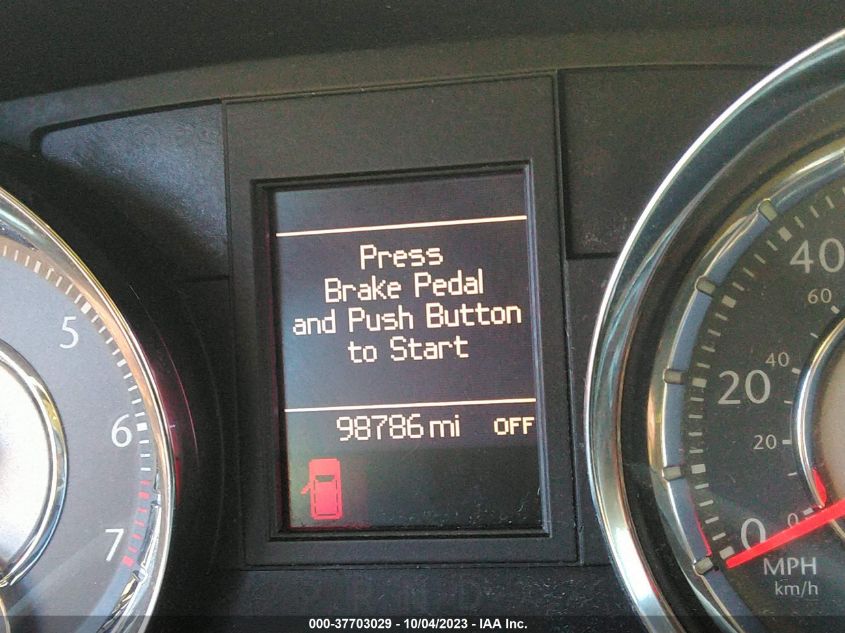 Press
Brake Pedal
and Push Button
to Start
98786 mi OFF
5
6
7
40
60
20
40
20
0
0
MPH
km/h
000-37703029 - 10/04/2023 - IAA Inc.